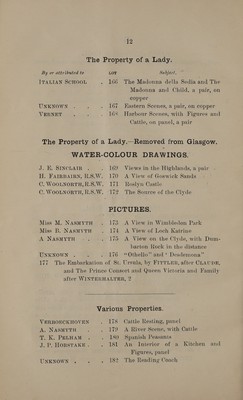 12
The Property of a Lady.
By or attributed to LOT Subject.
ITALIAN SCHOOL . 166 The Madonna della Sedia and The
Madonna and Child, a pair, on
copper
UNKNOWN . . . 167 Eastern Scenes, a pair, on copper
VERNET . . . 168 Harbour Scenes, with Figures and
Cattle, on panel, a pair
The Property of a Lady.—Removed from Glasgow.
WATER-COLOUR DRAWINGS.
J. E. SINCLAIR . . 169 Views in the Highlands, a pair
H. FAIRBAIRN, R.S.W. 170 A View of Goswick Sands
C. WOOLNORTH, R.S.W. 171 Roslyn Castle
C. WOOLNORTH, R.S.W. 172 The Source of the Clyde
PICTURES.
Miss M. NASMYTH . 173 A View in Wimbledon Park
Miss B. NASMYTH . 174 A View of Loch Katrine
A NASMYTH . . 175 A View on the Clyde, with Dum-
barton Rock in the distance
UNKNOWN . . . 176 "Othello" and "Desdemona"
177 The Embarkation of St. Ursula, by FITTLER, after CLAUDE,
and The Prince Consort and Queen Victoria and Family
after WINTERHALTER, 2
Various Properties.
VERBOECKHOVEN . 178 Cattle Resting, panel
A. NASMYTH . . 179 A River Scene, with Cattle
T. K. PELHAM . . 180 Spanish Peasants
J. P. HORSTAKE . . 181 An Interior of a Kitchen and
Figures, panel
UNKNOWN . . . 182 The Reading Coach